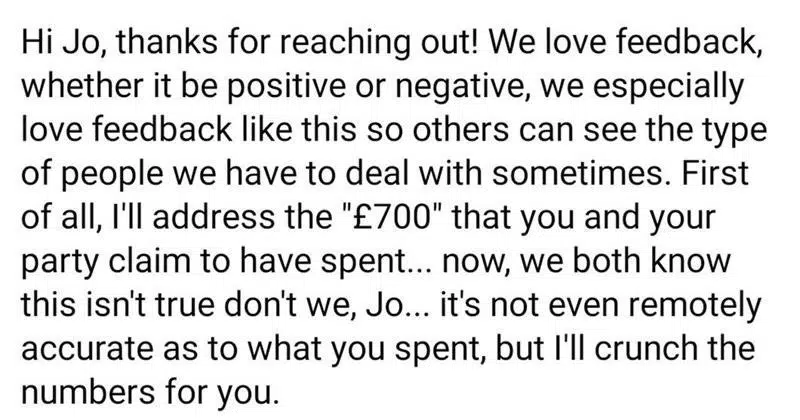 Hi Jo, thanks for reaching out! We love feedback,
whether it be positive or negative, we especially
love feedback like this so others can see the type
of people we have to deal with sometimes. First
of all, I'll address the "£700" that you and your
party claim to have spent... now, we both know
this isn't true don't we, Jo... it's not even remotely
accurate as to what you spent, but I'll crunch the
numbers for you.